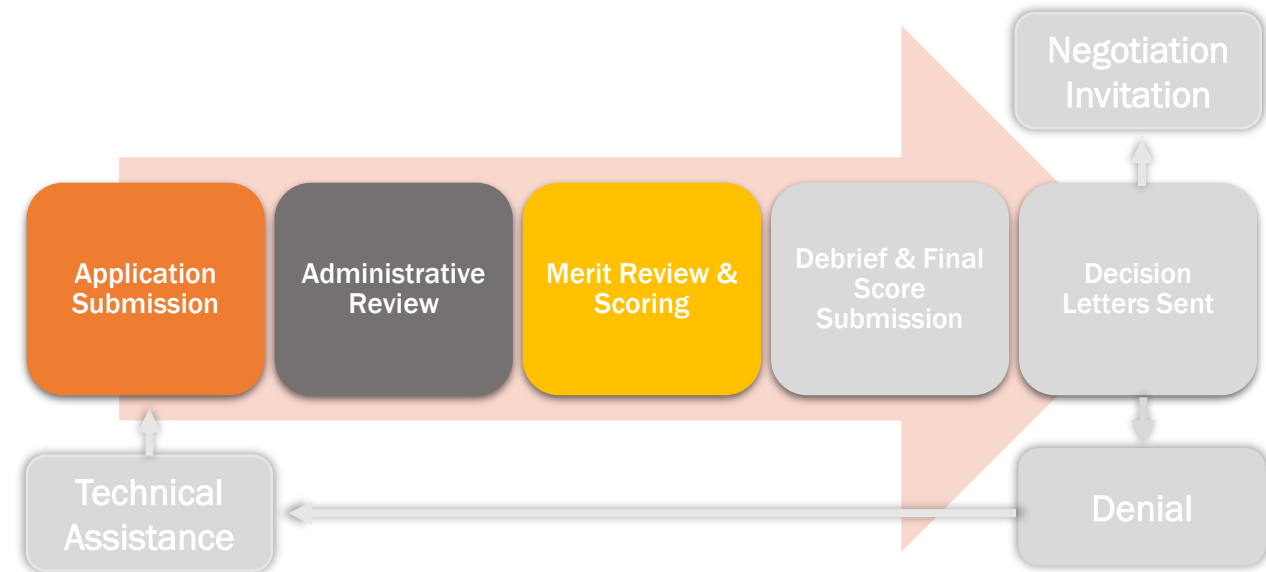 Negotiation
Invitation
Application
Submission
Administrative
Review
Merit Review &
Scoring
Debrief & Final
Score
Submission
Decision
Letters Sent
Technical
Assistance
Denial